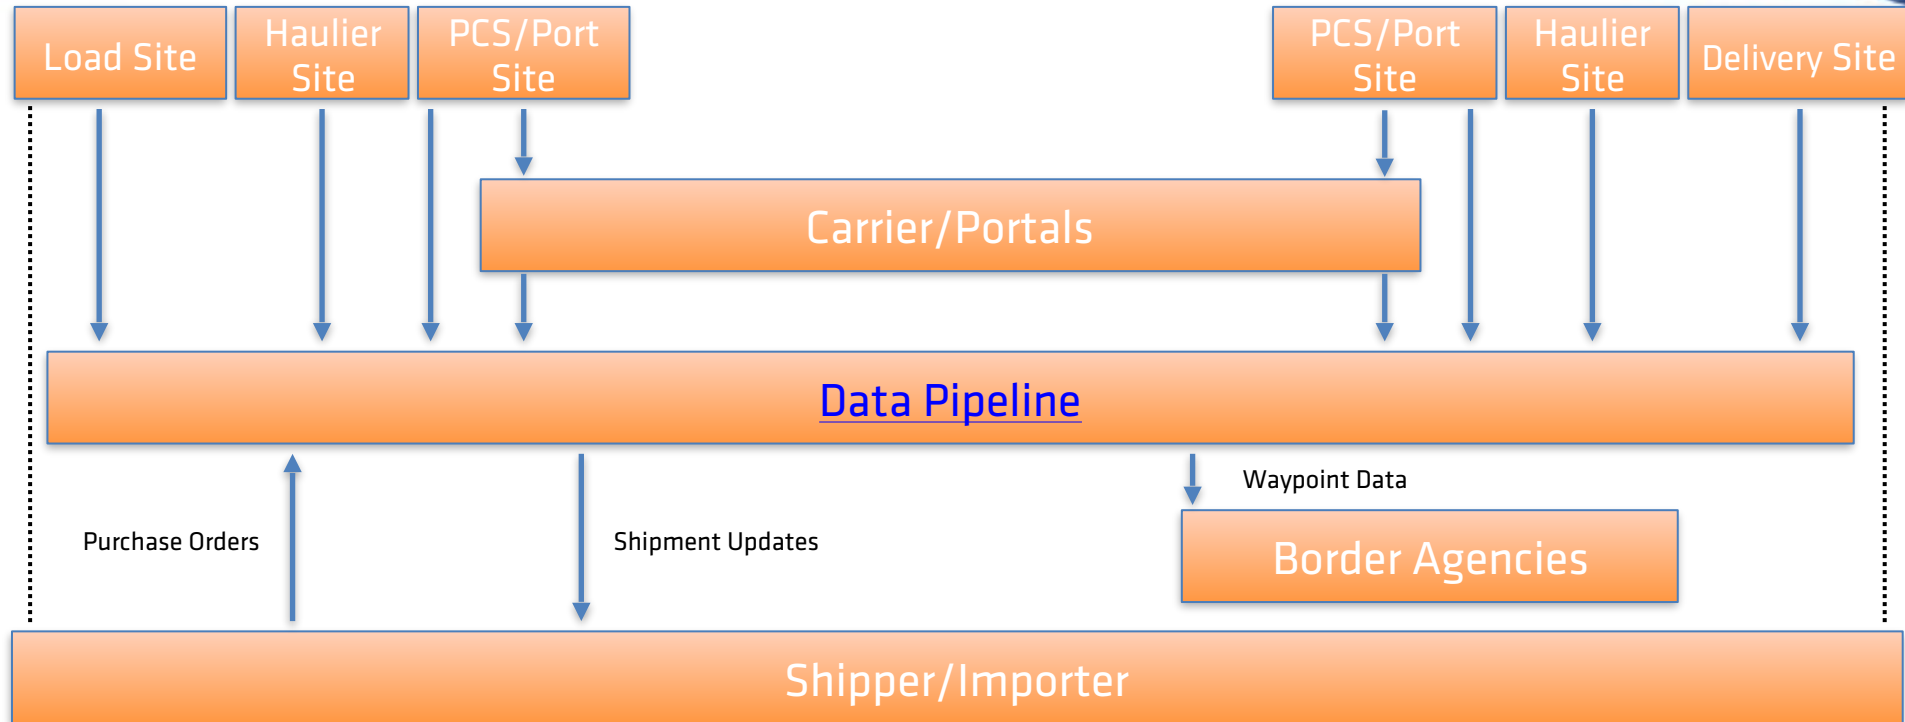 Load Site
Haulier
Site
PCS/Port
Site
PCS/Port
Site
Haulier
Site
Delivery Site
Carrier/Portals
Data Pipeline
Waypoint Data
Purchase Orders
Shipment Updates
Border Agencies
Shipper/Importer